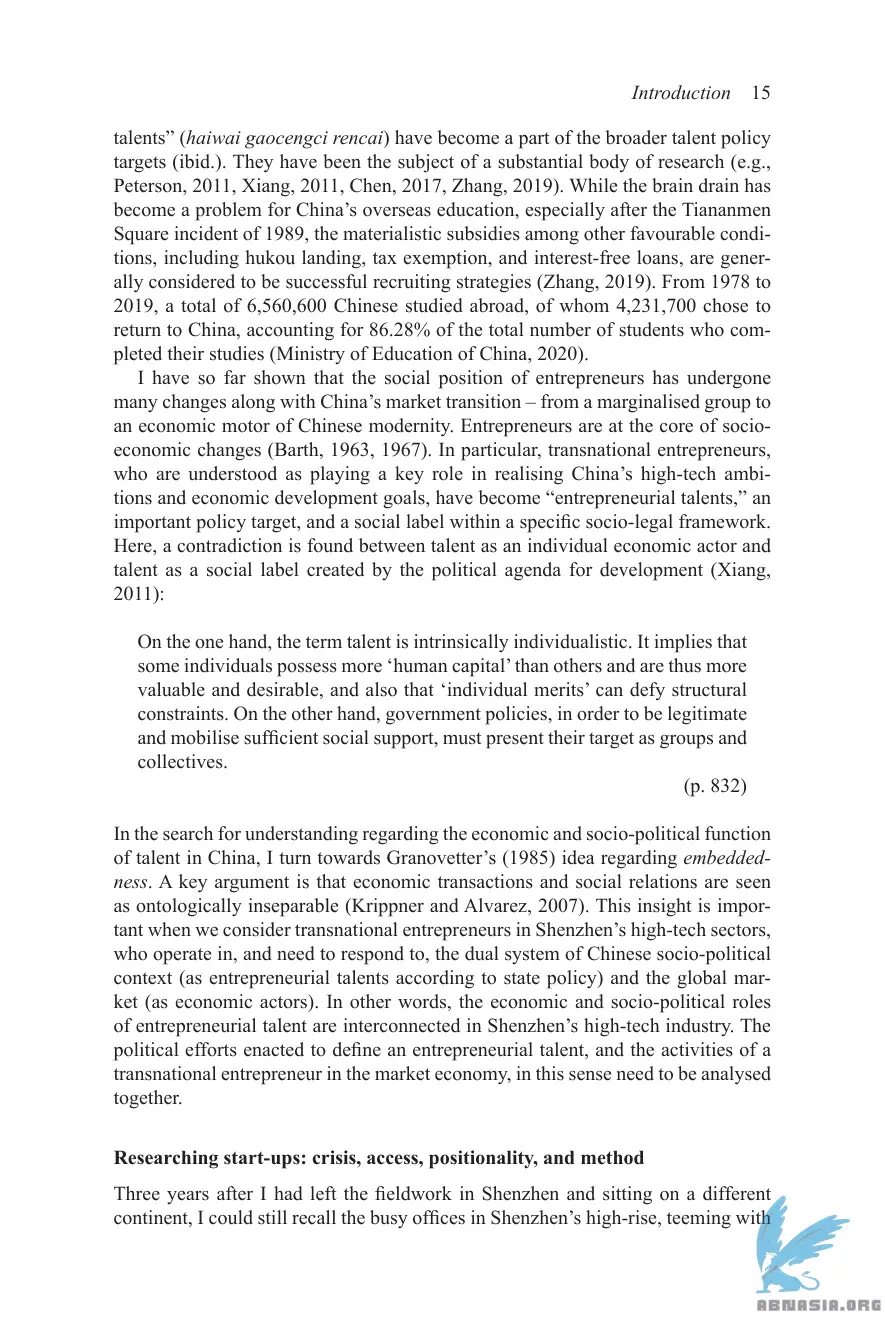 Introduction 15
talents” (haiwai gaocengci rencai) have become a part of the broader talent policy
targets (ibid.). They have been the subject of a substantial body of research (e.g.,
Peterson, 2011, Xiang, 2011, Chen, 2017, Zhang, 2019). While the brain drain has
become a problem for China’s overseas education, especially after the Tiananmen
Square incident of 1989, the materialistic subsidies among other favourable condi-
tions, including hukou landing, tax exemption, and interest-free loans, are gener-
ally considered to be successful recruiting strategies (Zhang, 2019). From 1978 to
2019, a total of 6,560,600 Chinese studied abroad, of whom 4,231,700 chose to
return to China, accounting for 86.28% of the total number of students who com-
pleted their studies (Ministry of Education of China, 2020).
I have so far shown that the social position of entrepreneurs has undergone
many changes along with China’s market transition – from a marginalised group to
an economic motor of Chinese modernity. Entrepreneurs are at the core of socio-
economic changes (Barth, 1963, 1967). In particular, transnational entrepreneurs,
who are understood as playing a key role in realising China’s high-tech ambi-
tions and economic development goals, have become “entrepreneurial talents,” an
important policy target, and a social label within a specific socio-legal framework.
Here, a contradiction is found between talent as an individual economic actor and
talent as a social label created by the political agenda for development (Xiang,
2011):
On the one hand, the term talent is intrinsically individualistic. It implies that
some individuals possess more ‘human capital’ than others and are thus more
valuable and desirable, and also that ‘individual merits’ can defy structural
constraints. On the other hand, government policies, in order to be legitimate
and mobilise sufficient social support, must present their target as groups and
collectives.
(p. 832)
In the search for understanding regarding the economic and socio-political function
of talent in China, I turn towards Granovetter’s (1985) idea regarding embedded-
ness. A key argument is that economic transactions and social relations are seen
as ontologically inseparable (Krippner and Alvarez, 2007). This insight is impor-
tant when we consider transnational entrepreneurs in Shenzhen’s high-tech sectors,
who operate in, and need to respond to, the dual system of Chinese socio-political
context (as entrepreneurial talents according to state policy) and the global mar-
ket (as economic actors). In other words, the economic and socio-political roles
of entrepreneurial talent are interconnected in Shenzhen’s high-tech industry. The
political efforts enacted to define an entrepreneurial talent, and the activities of a
transnational entrepreneur in the market economy, in this sense need to be analysed
together.
Researching start-ups: crisis, access, positionality, and method
Three years after I had left the fieldwork in Shenzhen and sitting on a different
continent, I could still recall the busy offices in Shenzhen’s high-rise, teeming with
ABNASIA.ORG